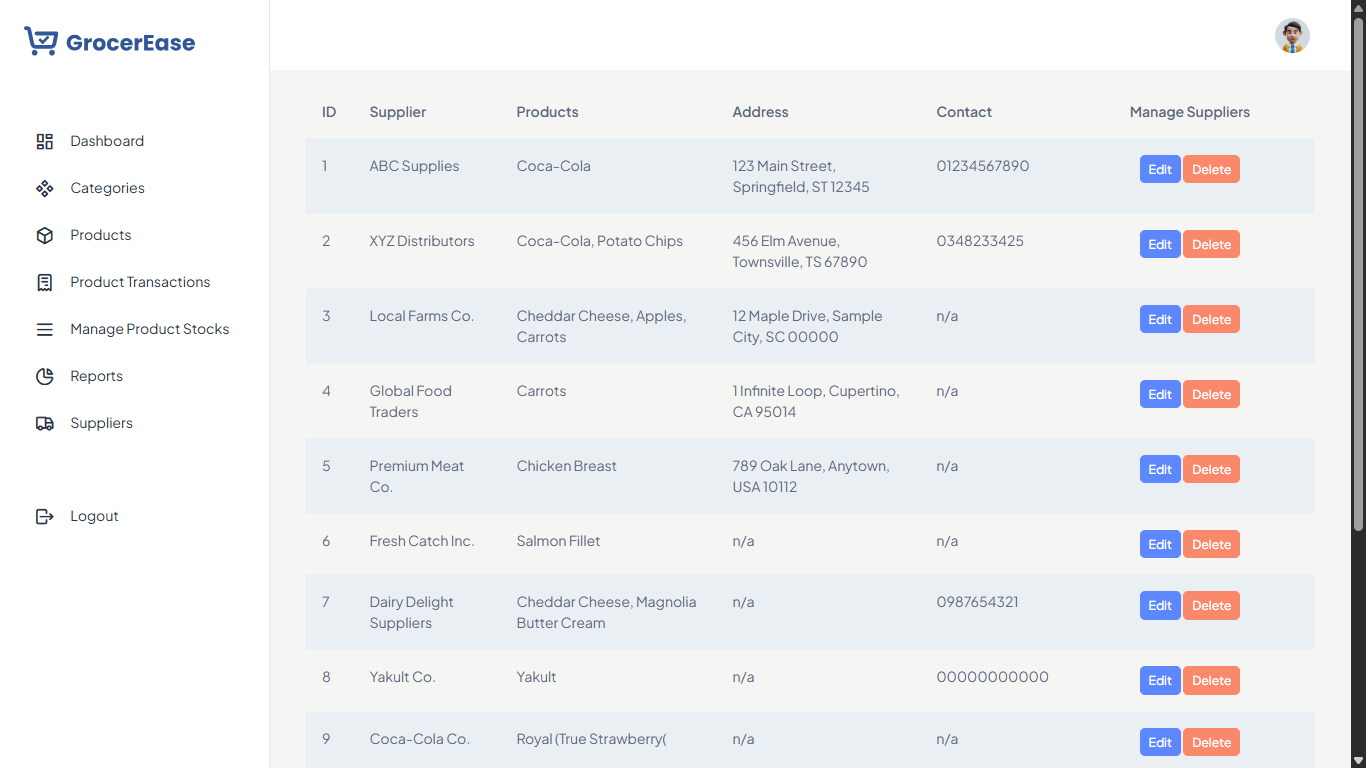 GrocerEase
Dashboard
Categories
Products
Product Transactions
Manage Product Stocks
Reports
Suppliers
Logout
ID Supplier Products Address Contact Manage Suppliers
1 ABC Supplies Coca-Cola 123 Main Street, 01234567890 Edit Delete
Springfield, ST 12345
2 XYZ Distributors Coca-Cola, Potato Chips 456 Elm Avenue, 0348233425 Edit Delete
Townsville, TS 67890
3 Local Farms Co. Cheddar Cheese, Apples, 12 Maple Drive, Sample n/a Edit Delete
Carrots City, SC 00000
4 Global Food Carrots 1 Infinite Loop, Cupertino, n/a Edit Delete
Traders CA 95014
5 Premium Meat Chicken Breast 789 Oak Lane, Anytown, n/a Edit Delete
Co. USA 10112
6 Fresh Catch Inc. Salmon Fillet n/a n/a Edit Delete
7 Dairy Delight Cheddar Cheese, Magnolia n/a 0987654321 Edit Delete
Suppliers Butter Cream
8 Yakult Co. Yakult n/a 00000000000 Edit Delete
9 Coca-Cola Co. Royal (True Strawberry( n/a n/a Edit Delete